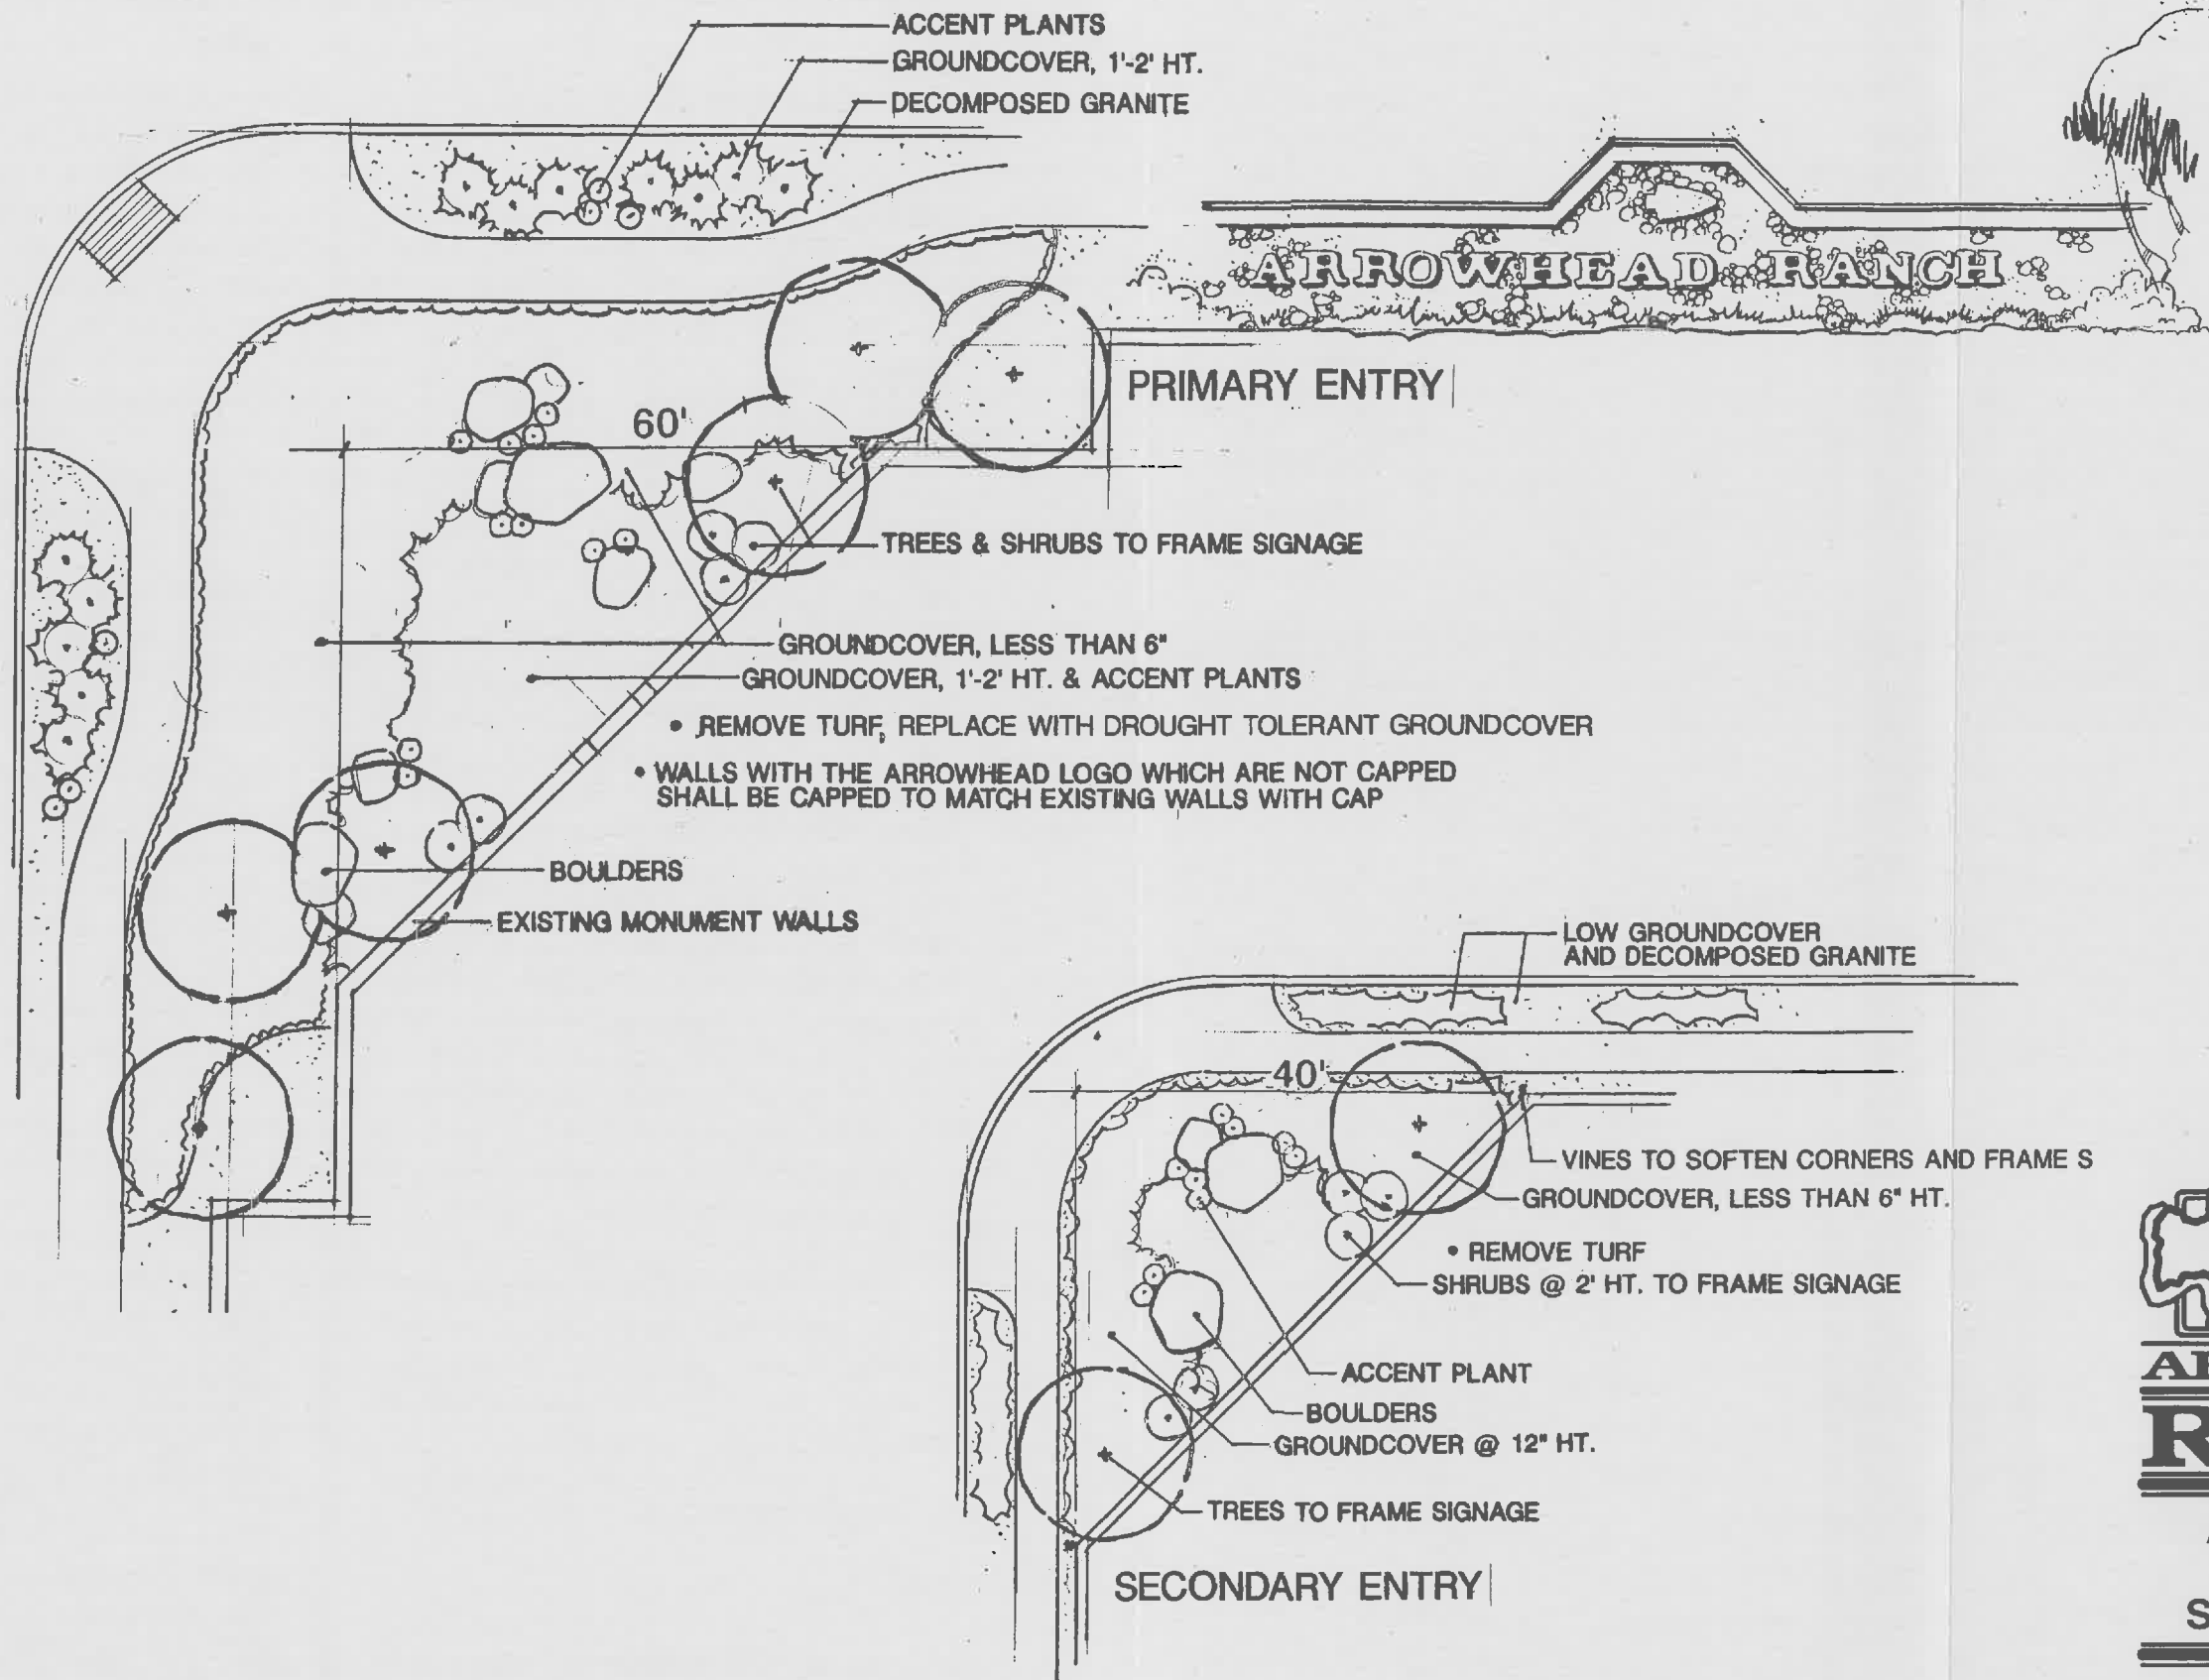 ACCENT PLANTS
GROUNDCOVER, 1'-2' HT.
DECOMPOSED GRANITE
ARROWHEAD RANCH
PRIMARY ENTRY
60'
TREES & SHRUBS TO FRAME SIGNAGE
GROUNDCOVER, LESS THAN 6"
GROUNDCOVER, 1'-2' HT. & ACCENT PLANTS
• REMOVE TURF, REPLACE WITH DROUGHT TOLERANT GROUNDCOVER
• WALLS WITH THE ARROWHEAD LOGO WHICH ARE NOT CAPPED
SHALL BE CAPPED TO MATCH EXISTING WALLS WITH CAP
BOULDERS
EXISTING MONUMENT WALLS
LOW GROUNDCOVER
AND DECOMPOSED GRANITE
40'
VINES TO SOFTEN CORNERS AND FRAME S
GROUNDCOVER, LESS THAN 6" HT.
• REMOVE TURF
SHRUBS @ 2' HT. TO FRAME SIGNAGE
ACCENT PLANT
BOULDERS
GROUNDCOVER @ 12" HT.
TREES TO FRAME SIGNAGE
SECONDARY ENTRY
R
S